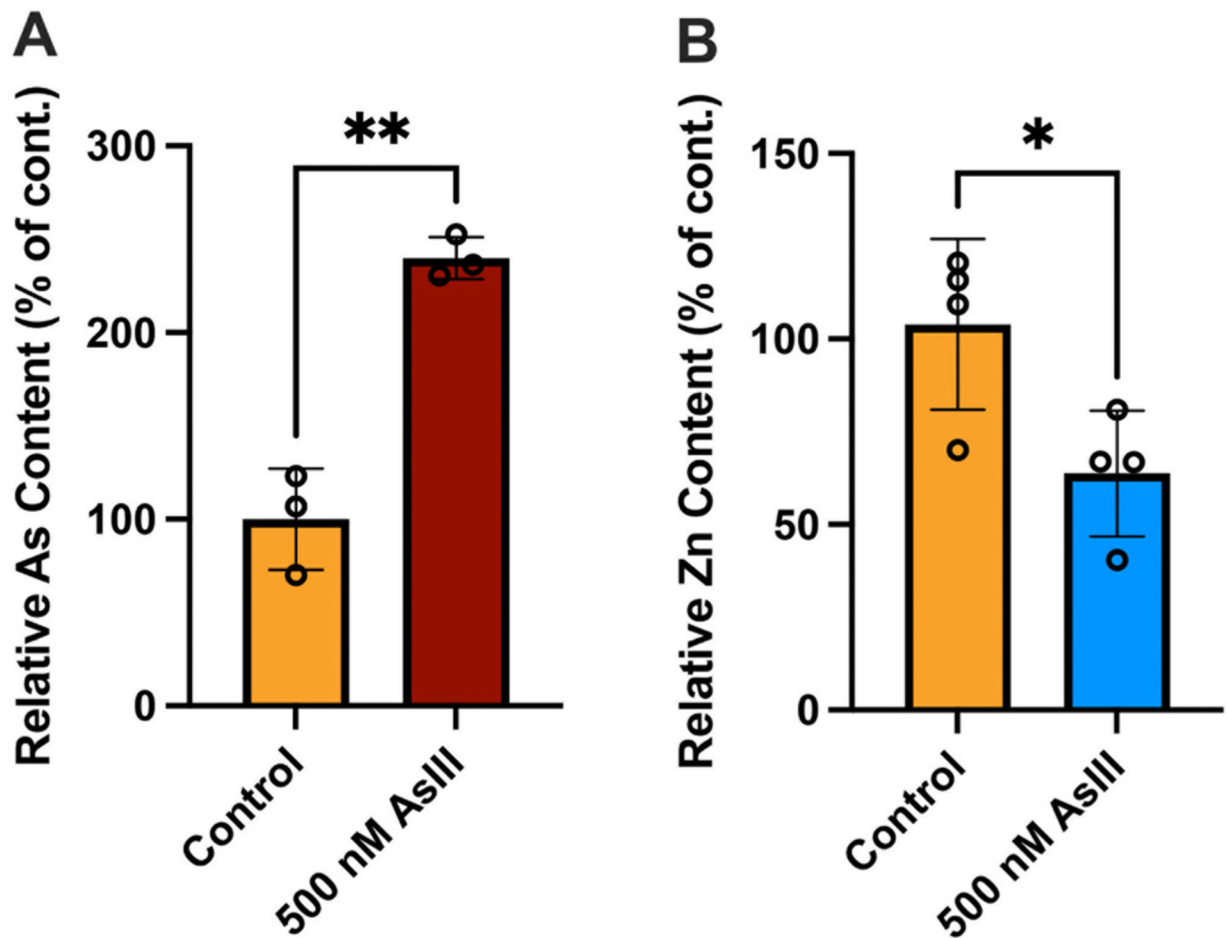 A
Relative As Content (% of cont.)
300
200
100
0
**
Control
500 nM AsIII
B
Relative Zn Content (% of cont.)
150
100
50
0
*
Control
500 nM AsIII